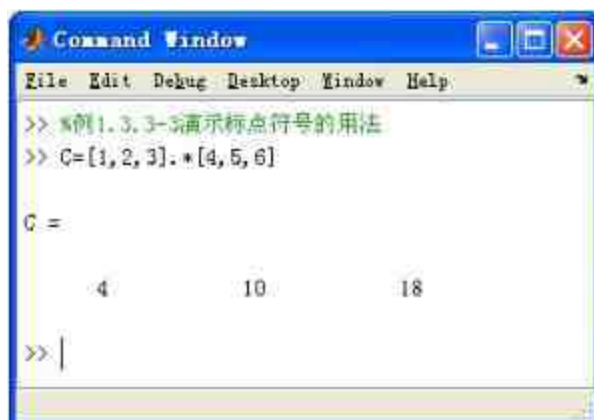 Command Window
File Edit Debug Desktop Window Help
>> %例1.3.3-3演示标点符号的用法
>> C=[1,2,3].*[4,5,6]
C =
4 10 18
>>